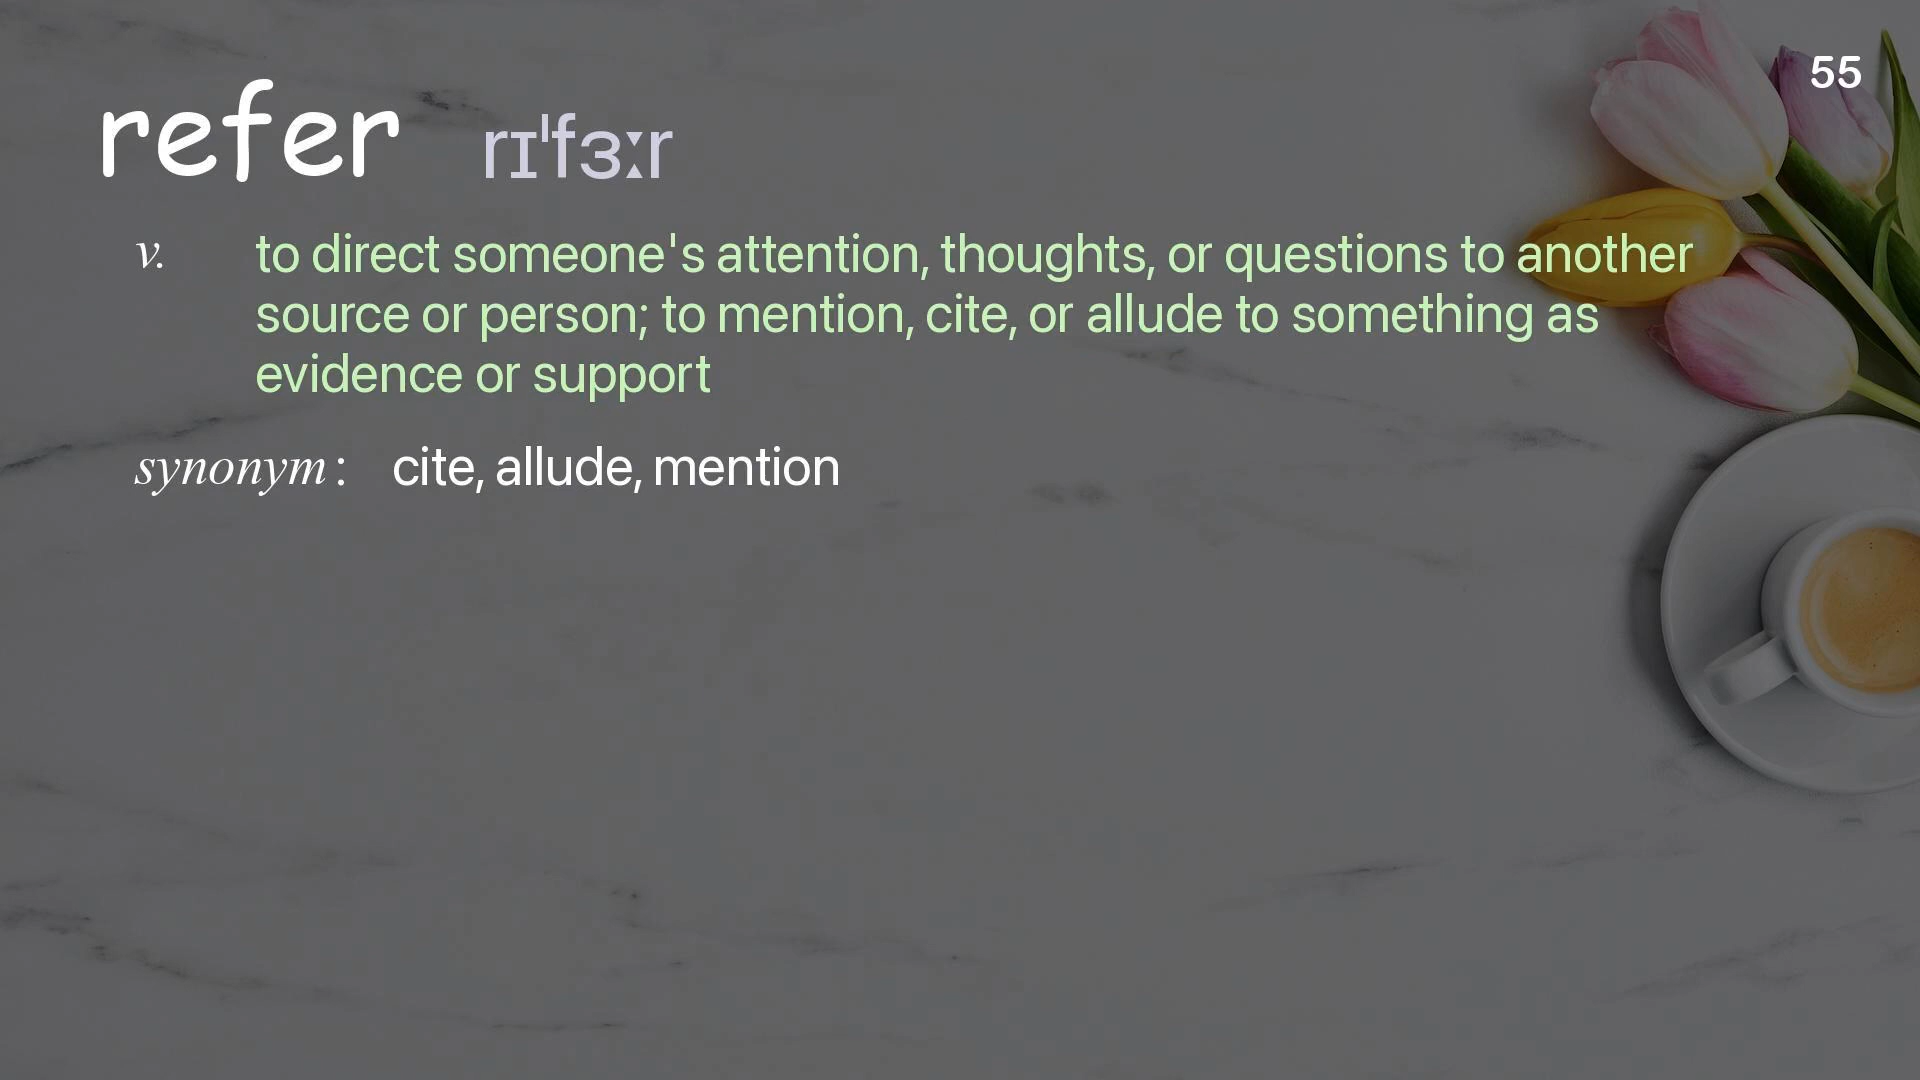 55
refer rɪˈfɜːr
v. to direct someone's attention, thoughts, or questions to another
source or person; to mention, cite, or allude to something as
evidence or support
synonym: cite, allude, mention